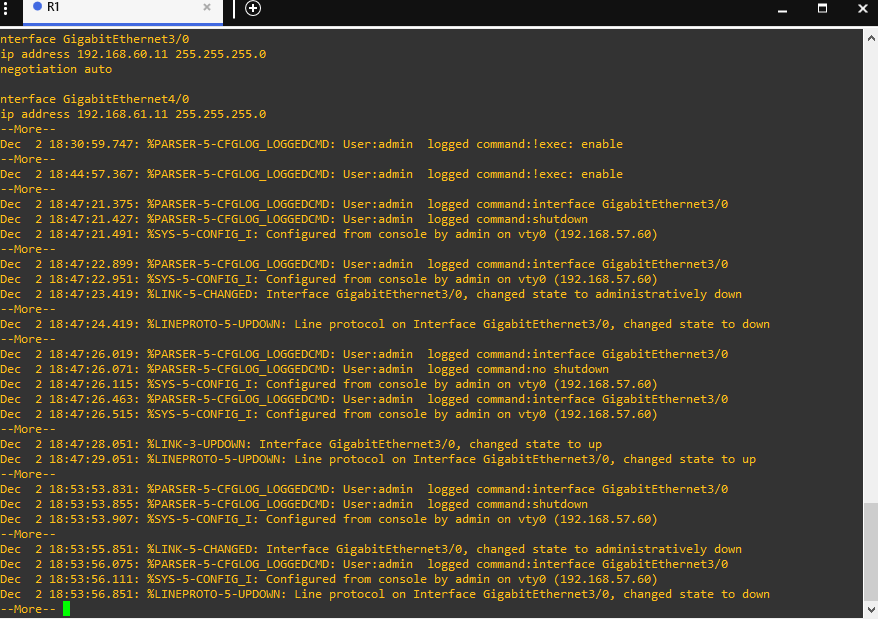 R1
nterface GigabitEthernet3/0
ip address 192.168.60.11 255.255.255.0
negotiation auto
nterface GigabitEthernet4/0
ip address 192.168.61.11 255.255.255.0
--More--
Dec  2 18:30:59.747: %PARSER-5-CFGLOG_LOGGEDCMD: User:admin  logged command:!exec: enable
--More--
Dec  2 18:44:57.367: %PARSER-5-CFGLOG_LOGGEDCMD: User:admin  logged command:!exec: enable
--More--
Dec  2 18:47:21.375: %PARSER-5-CFGLOG_LOGGEDCMD: User:admin  logged command:interface GigabitEthernet3/0
Dec  2 18:47:21.427: %PARSER-5-CFGLOG_LOGGEDCMD: User:admin  logged command:shutdown
Dec  2 18:47:21.491: %SYS-5-CONFIG_I: Configured from console by admin on vty0 (192.168.57.60)
--More--
Dec  2 18:47:22.899: %PARSER-5-CFGLOG_LOGGEDCMD: User:admin  logged command:interface GigabitEthernet3/0
Dec  2 18:47:22.951: %SYS-5-CONFIG_I: Configured from console by admin on vty0 (192.168.57.60)
Dec  2 18:47:23.419: %LINK-5-CHANGED: Interface GigabitEthernet3/0, changed state to administratively down
--More--
Dec  2 18:47:24.419: %LINEPROTO-5-UPDOWN: Line protocol on Interface GigabitEthernet3/0, changed state to down
--More--
Dec  2 18:47:26.019: %PARSER-5-CFGLOG_LOGGEDCMD: User:admin  logged command:interface GigabitEthernet3/0
Dec  2 18:47:26.071: %PARSER-5-CFGLOG_LOGGEDCMD: User:admin  logged command:no shutdown
Dec  2 18:47:26.115: %SYS-5-CONFIG_I: Configured from console by admin on vty0 (192.168.57.60)
Dec  2 18:47:26.463: %PARSER-5-CFGLOG_LOGGEDCMD: User:admin  logged command:interface GigabitEthernet3/0
Dec  2 18:47:26.515: %SYS-5-CONFIG_I: Configured from console by admin on vty0 (192.168.57.60)
--More--
Dec  2 18:47:28.051: %LINK-3-UPDOWN: Interface GigabitEthernet3/0, changed state to up
Dec  2 18:47:29.051: %LINEPROTO-5-UPDOWN: Line protocol on Interface GigabitEthernet3/0, changed state to up
--More--
Dec  2 18:53:53.831: %PARSER-5-CFGLOG_LOGGEDCMD: User:admin  logged command:interface GigabitEthernet3/0
Dec  2 18:53:53.855: %PARSER-5-CFGLOG_LOGGEDCMD: User:admin  logged command:shutdown
Dec  2 18:53:53.907: %SYS-5-CONFIG_I: Configured from console by admin on vty0 (192.168.57.60)
--More--
Dec  2 18:53:55.851: %LINK-5-CHANGED: Interface GigabitEthernet3/0, changed state to administratively down
Dec  2 18:53:56.075: %PARSER-5-CFGLOG_LOGGEDCMD: User:admin  logged command:interface GigabitEthernet3/0
Dec  2 18:53:56.111: %SYS-5-CONFIG_I: Configured from console by admin on vty0 (192.168.57.60)
Dec  2 18:53:56.851: %LINEPROTO-5-UPDOWN: Line protocol on Interface GigabitEthernet3/0, changed state to down
--More--